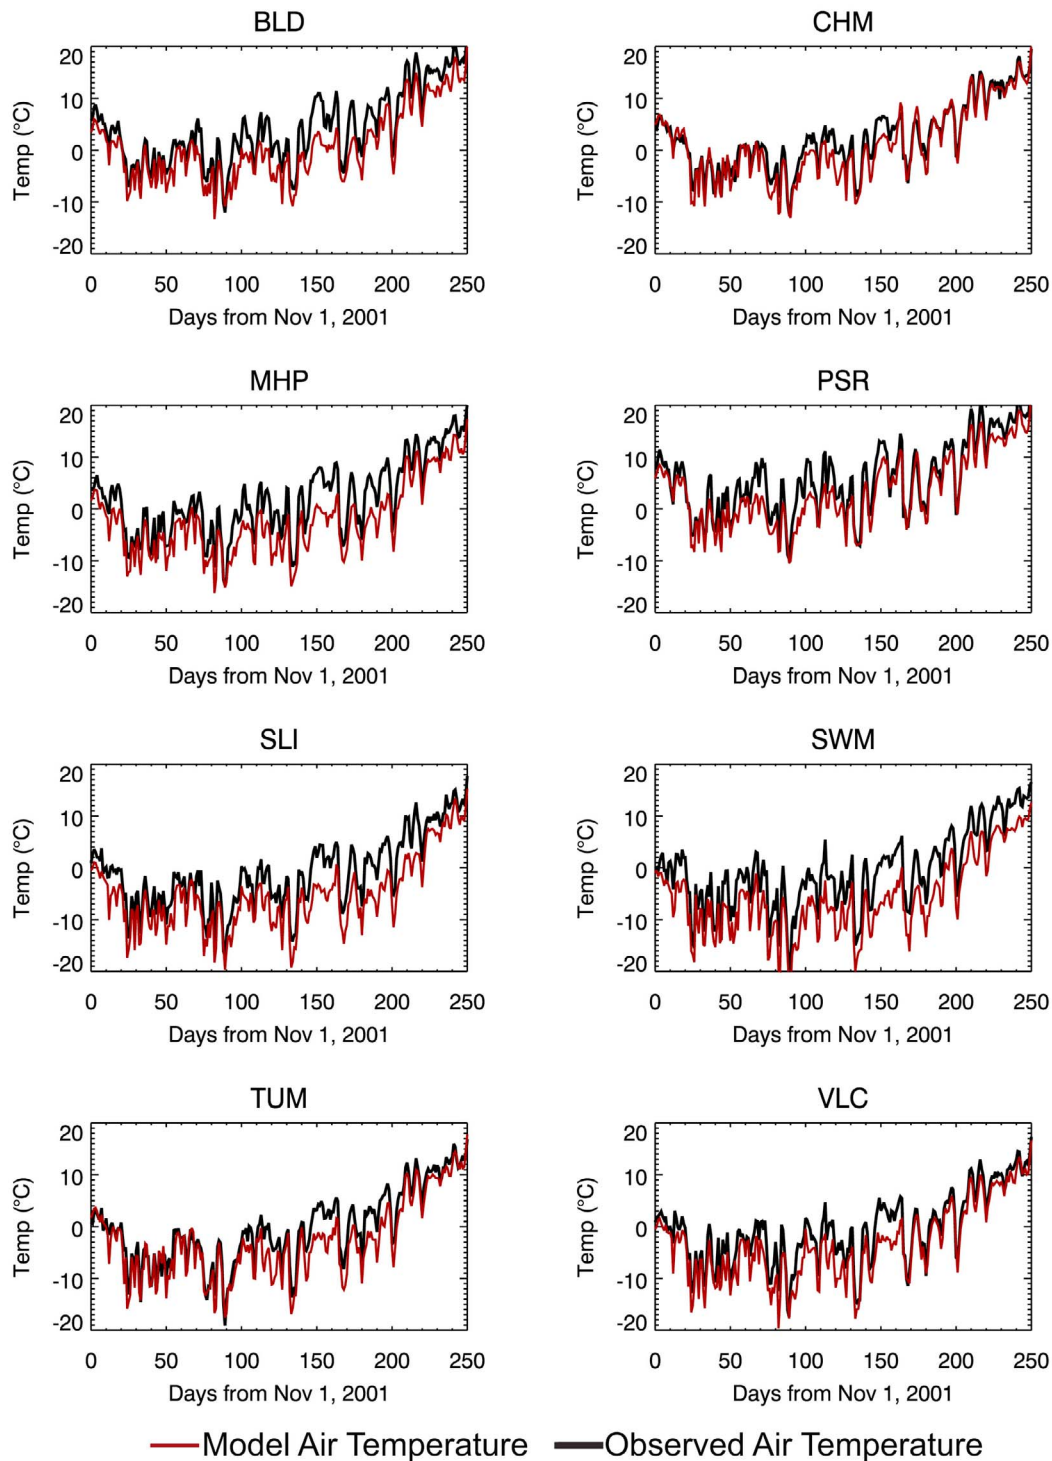 BLD
CHM
20
10
0
-10
-20
Temp (°C)
0 50 100 150 200 250
Days from Nov 1, 2001
20
10
0
-10
-20
Temp (°C)
0 50 100 150 200 250
Days from Nov 1, 2001
MHP
PSR
20
10
0
-10
-20
Temp (°C)
0 50 100 150 200 250
Days from Nov 1, 2001
20
10
0
-10
-20
Temp (°C)
0 50 100 150 200 250
Days from Nov 1, 2001
SLI
SWM
20
10
0
-10
-20
Temp (°C)
0 50 100 150 200 250
Days from Nov 1, 2001
20
10
0
-10
-20
Temp (°C)
0 50 100 150 200 250
Days from Nov 1, 2001
TUM
VLC
20
10
0
-10
-20
Temp (°C)
0 50 100 150 200 250
Days from Nov 1, 2001
20
10
0
-10
-20
Temp (°C)
0 50 100 150 200 250
Days from Nov 1, 2001
Model Air Temperature Observed Air Temperature